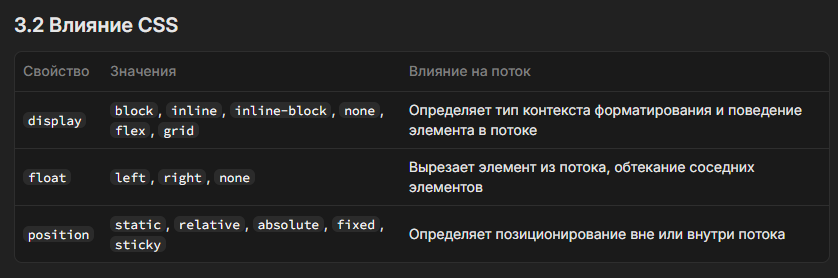 3.2 Влияние CSS
Свойство Значения Влияние на поток
display block, inline, inline-block, none, flex, grid Определяет тип контекста форматирования и поведение элемента в потоке
float left, right, none Вырезает элемент из потока, обтекание соседних элементов
position static, relative, absolute, fixed, sticky Определяет позиционирование вне или внутри потока